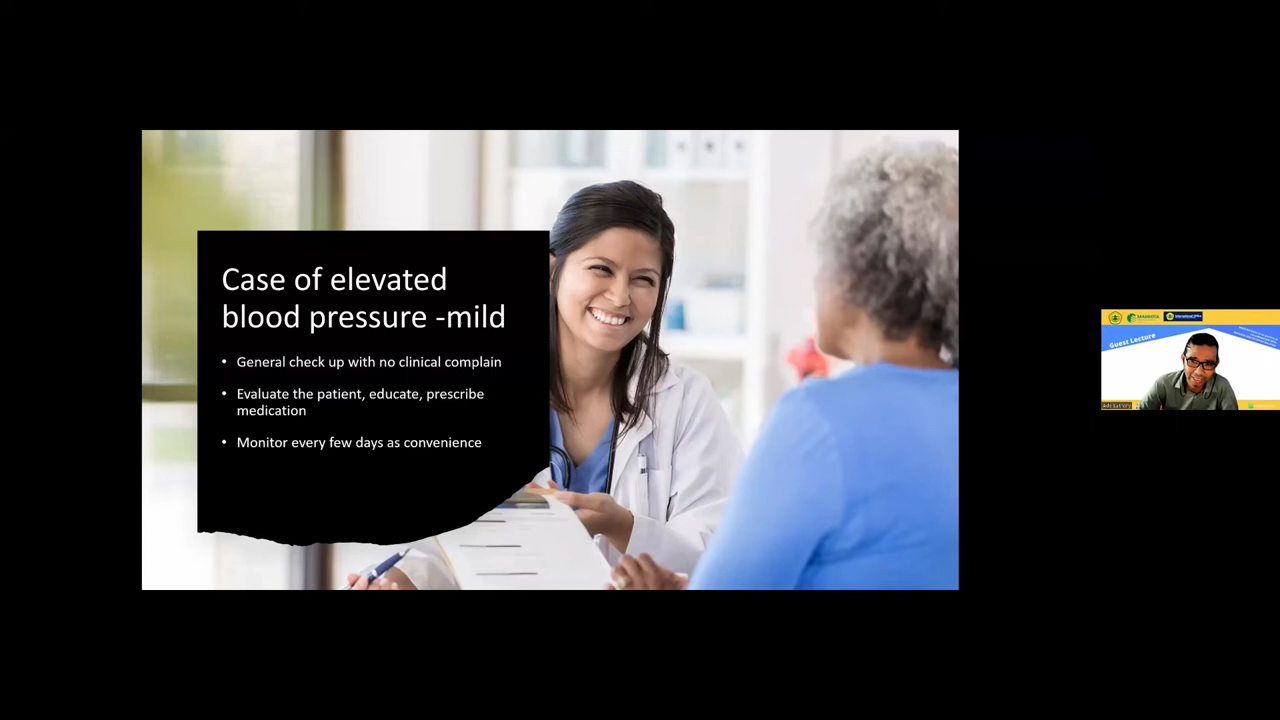 Case of elevated
blood pressure -mild
• General check up with no clinical complain
• Evaluate the patient, educate, prescribe
medication
• Monitor every few days as convenience
Guest Lecture